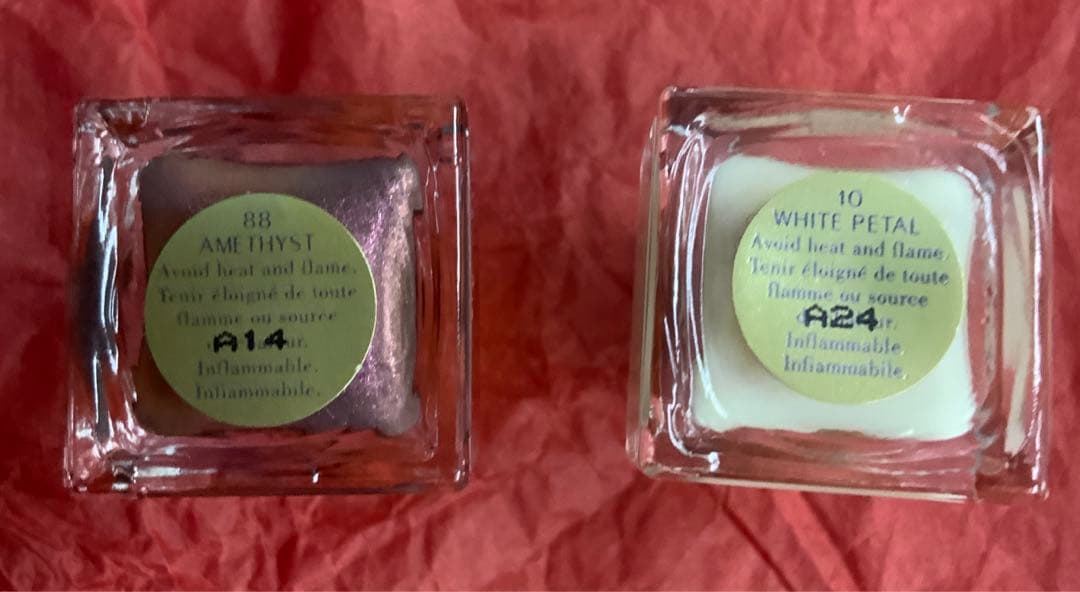 88
AMETHYST
Avoid heat and flame.
Tenir éloigné de toute
flamme ou source
A14
Inflammable.
Infiammabile.
10
WHITE PETAL
Avoid heat and flame.
Tenir éloigné de toute
flamme ou source
A24
Inflammable.
Infiammabile.